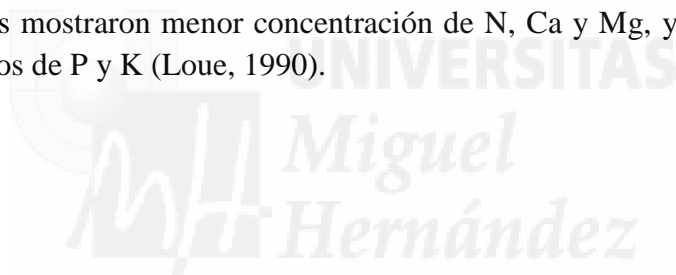 s mostraron menor concentración de N, Ca y Mg, y
os de P y K (Loue, 1990).
UNIVERSITAS
Miguel
Hernández